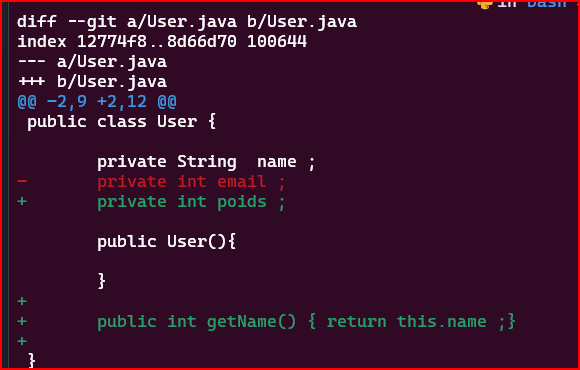 in Dash
diff --git a/User.java b/User.java
index 12774f8..8d66d70 100644
--- a/User.java
+++ b/User.java
@@ -2,9 +2,12 @@
 public class User {

        private String  name ;
-       private int email ;
+       private int poids ;

        public User(){

        }
+
+       public int getName() { return this.name ;}
+
 }